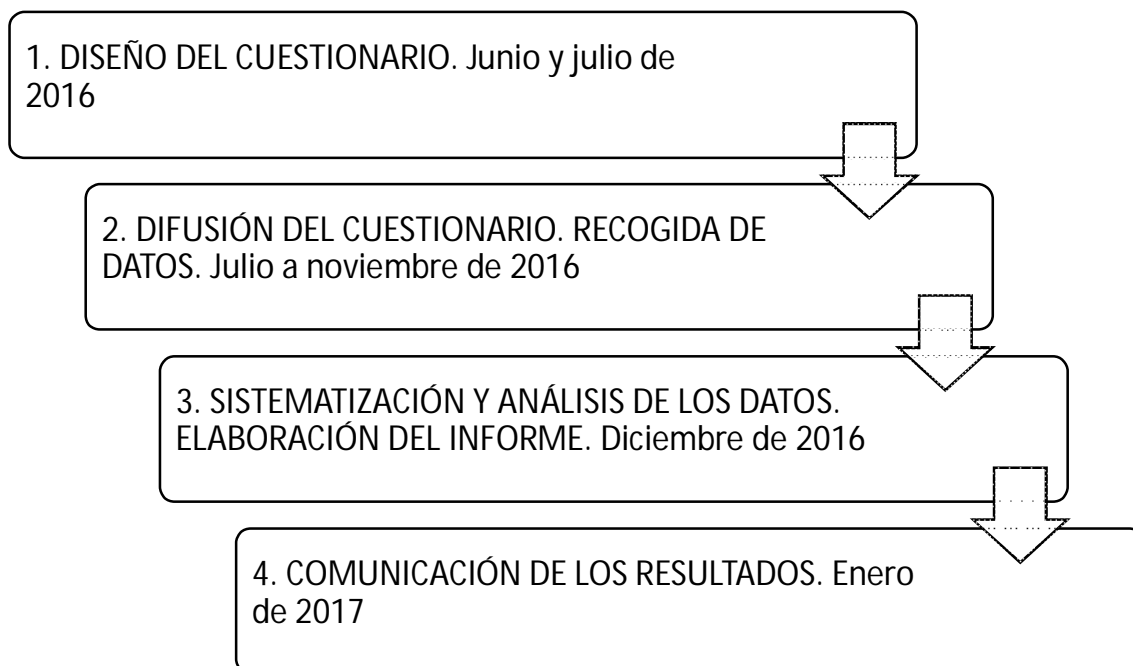 1. DISEÑO DEL CUESTIONARIO. Junio y julio de
2016
2. DIFUSIÓN DEL CUESTIONARIO. RECOGIDA DE
DATOS. Julio a noviembre de 2016
3. SISTEMATIZACIÓN Y ANÁLISIS DE LOS DATOS.
ELABORACIÓN DEL INFORME. Diciembre de 2016
4. COMUNICACIÓN DE LOS RESULTADOS. Enero
de 2017